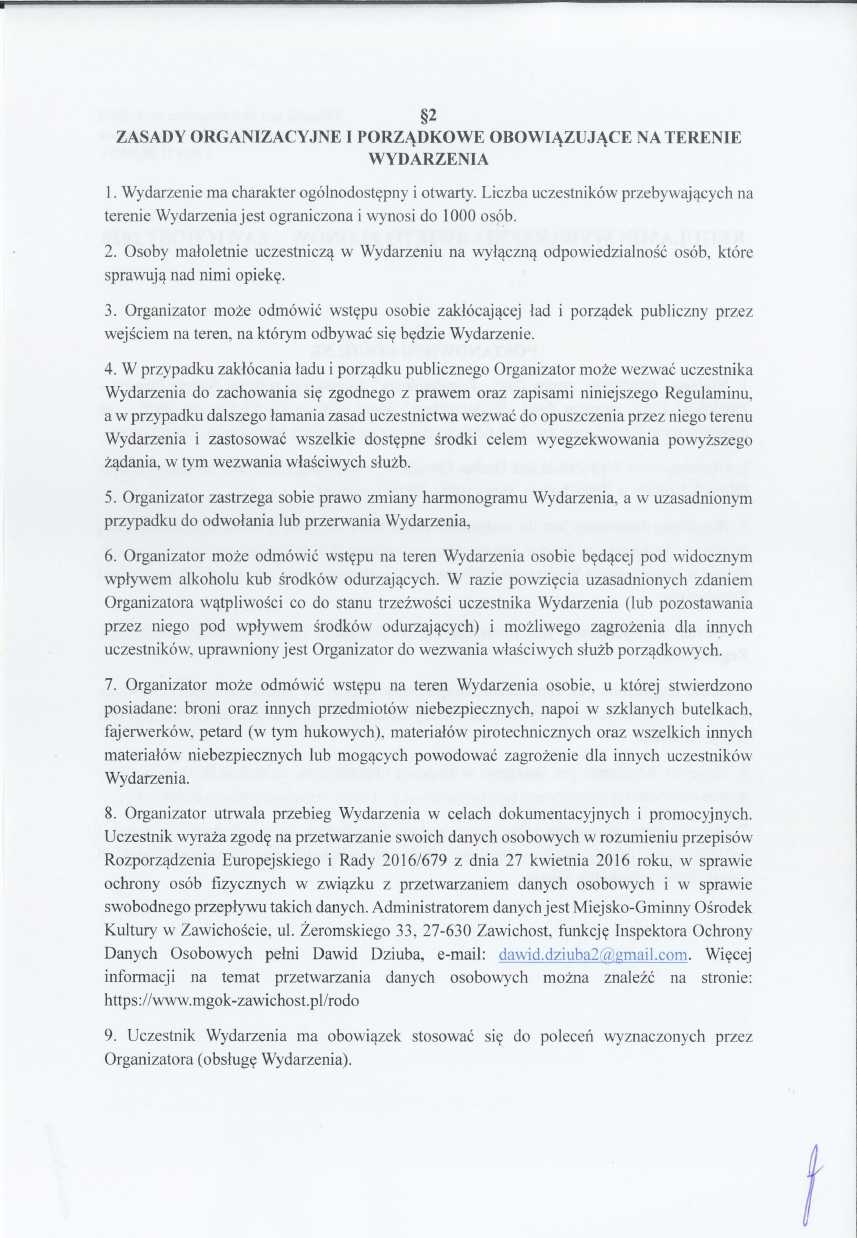 §2
ZASADY ORGANIZACYJNE I PORZĄDKOWE OBOWIĄZUJĄCE NA TERENIE
WYDARZENIA
1. Wydarzenie ma charakter ogólnodostępny i otwarty. Liczba uczestników przebywających na
terenie Wydarzenia jest ograniczona i wynosi do 1000 osób.
2. Osoby małoletnie uczestniczą w Wydarzeniu na wyłączną odpowiedzialność osób, które
sprawują nad nimi opiekę.
3. Organizator może odmówić wstępu osobie zakłócającej ład i porządek publiczny przez
wejściem na teren, na którym odbywać się będzie Wydarzenie.
4. W przypadku zakłócania ładu i porządku publicznego Organizator może wezwać uczestnika
Wydarzenia do zachowania się zgodnego z prawem oraz zapisami niniejszego Regulaminu,
a w przypadku dalszego łamania zasad uczestnictwa wezwać do opuszczenia przez niego terenu
Wydarzenia i zastosować wszelkie dostępne środki celem wyegzekwowania powyższego
żądania, w tym wezwania właściwych służb.
5. Organizator zastrzega sobie prawo zmiany harmonogramu Wydarzenia, a w uzasadnionym
przypadku do odwołania lub przerwania Wydarzenia,
6. Organizator może odmówić wstępu na teren Wydarzenia osobie będącej pod widocznym
wpływem alkoholu kub środków odurzających. W razie powzięcia uzasadnionych zdaniem
Organizatora wątpliwości co do stanu trzeźwości uczestnika Wydarzenia (lub pozostawania
przez niego pod wpływem środków odurzających) i możliwego zagrożenia dla innych
uczestników, uprawniony jest Organizator do wezwania właściwych służb porządkowych.
7. Organizator może odmówić wstępu na teren Wydarzenia osobie, u której stwierdzono
posiadane: broni oraz innych przedmiotów niebezpiecznych, napoi w szklanych butelkach,
fajerwerków, petard (w tym hukowych), materiałów pirotechnicznych oraz wszelkich innych
materiałów niebezpiecznych lub mogących powodować zagrożenie dla innych uczestników
Wydarzenia.
8. Organizator utrwala przebieg Wydarzenia w celach dokumentacyjnych i promocyjnych.
Uczestnik wyraża zgodę na przetwarzanie swoich danych osobowych w rozumieniu przepisów
Rozporządzenia Europejskiego i Rady 2016/679 z dnia 27 kwietnia 2016 roku, w sprawie
ochrony osób fizycznych w związku z przetwarzaniem danych osobowych i w sprawie
swobodnego przepływu takich danych. Administratorem danych jest Miejsko-Gminny Ośrodek
Kultury w Zawichoście, ul. Żeromskiego 33, 27-630 Zawichost, funkcję Inspektora Ochrony
Danych Osobowych pełni Dawid Dziuba, e-mail: dawid.dziuba2@gmail.com. Więcej
informacji na temat przetwarzania danych osobowych można znaleźć na stronie:
https://www.mgok-zawichost.pl/rodo
9. Uczestnik Wydarzenia ma obowiązek stosować się do poleceń wyznaczonych przez
Organizatora (obsługę Wydarzenia).